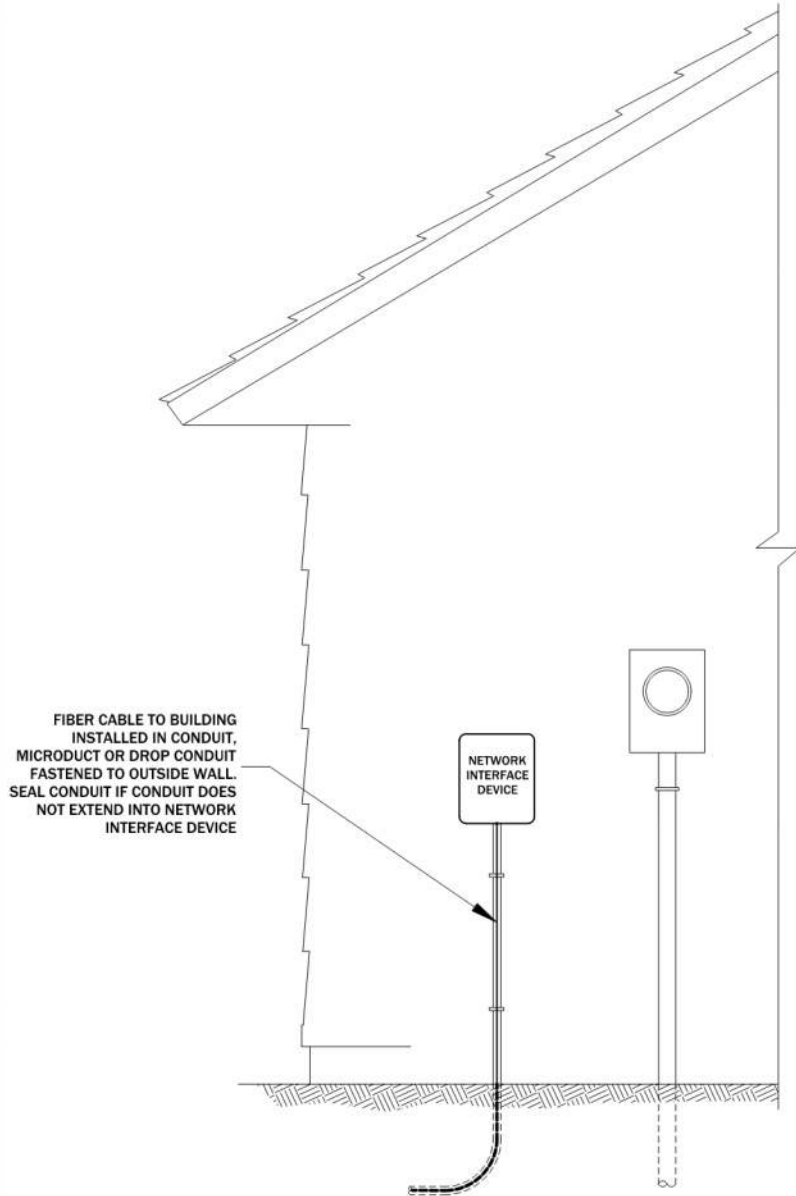 FIBER CABLE TO BUILDING
INSTALLED IN CONDUIT,
MICRODUCT OR DROP CONDUIT
FASTENED TO OUTSIDE WALL.
SEAL CONDUIT IF CONDUIT DOES
NOT EXTEND INTO NETWORK
INTERFACE DEVICE
NETWORK
INTERFACE
DEVICE